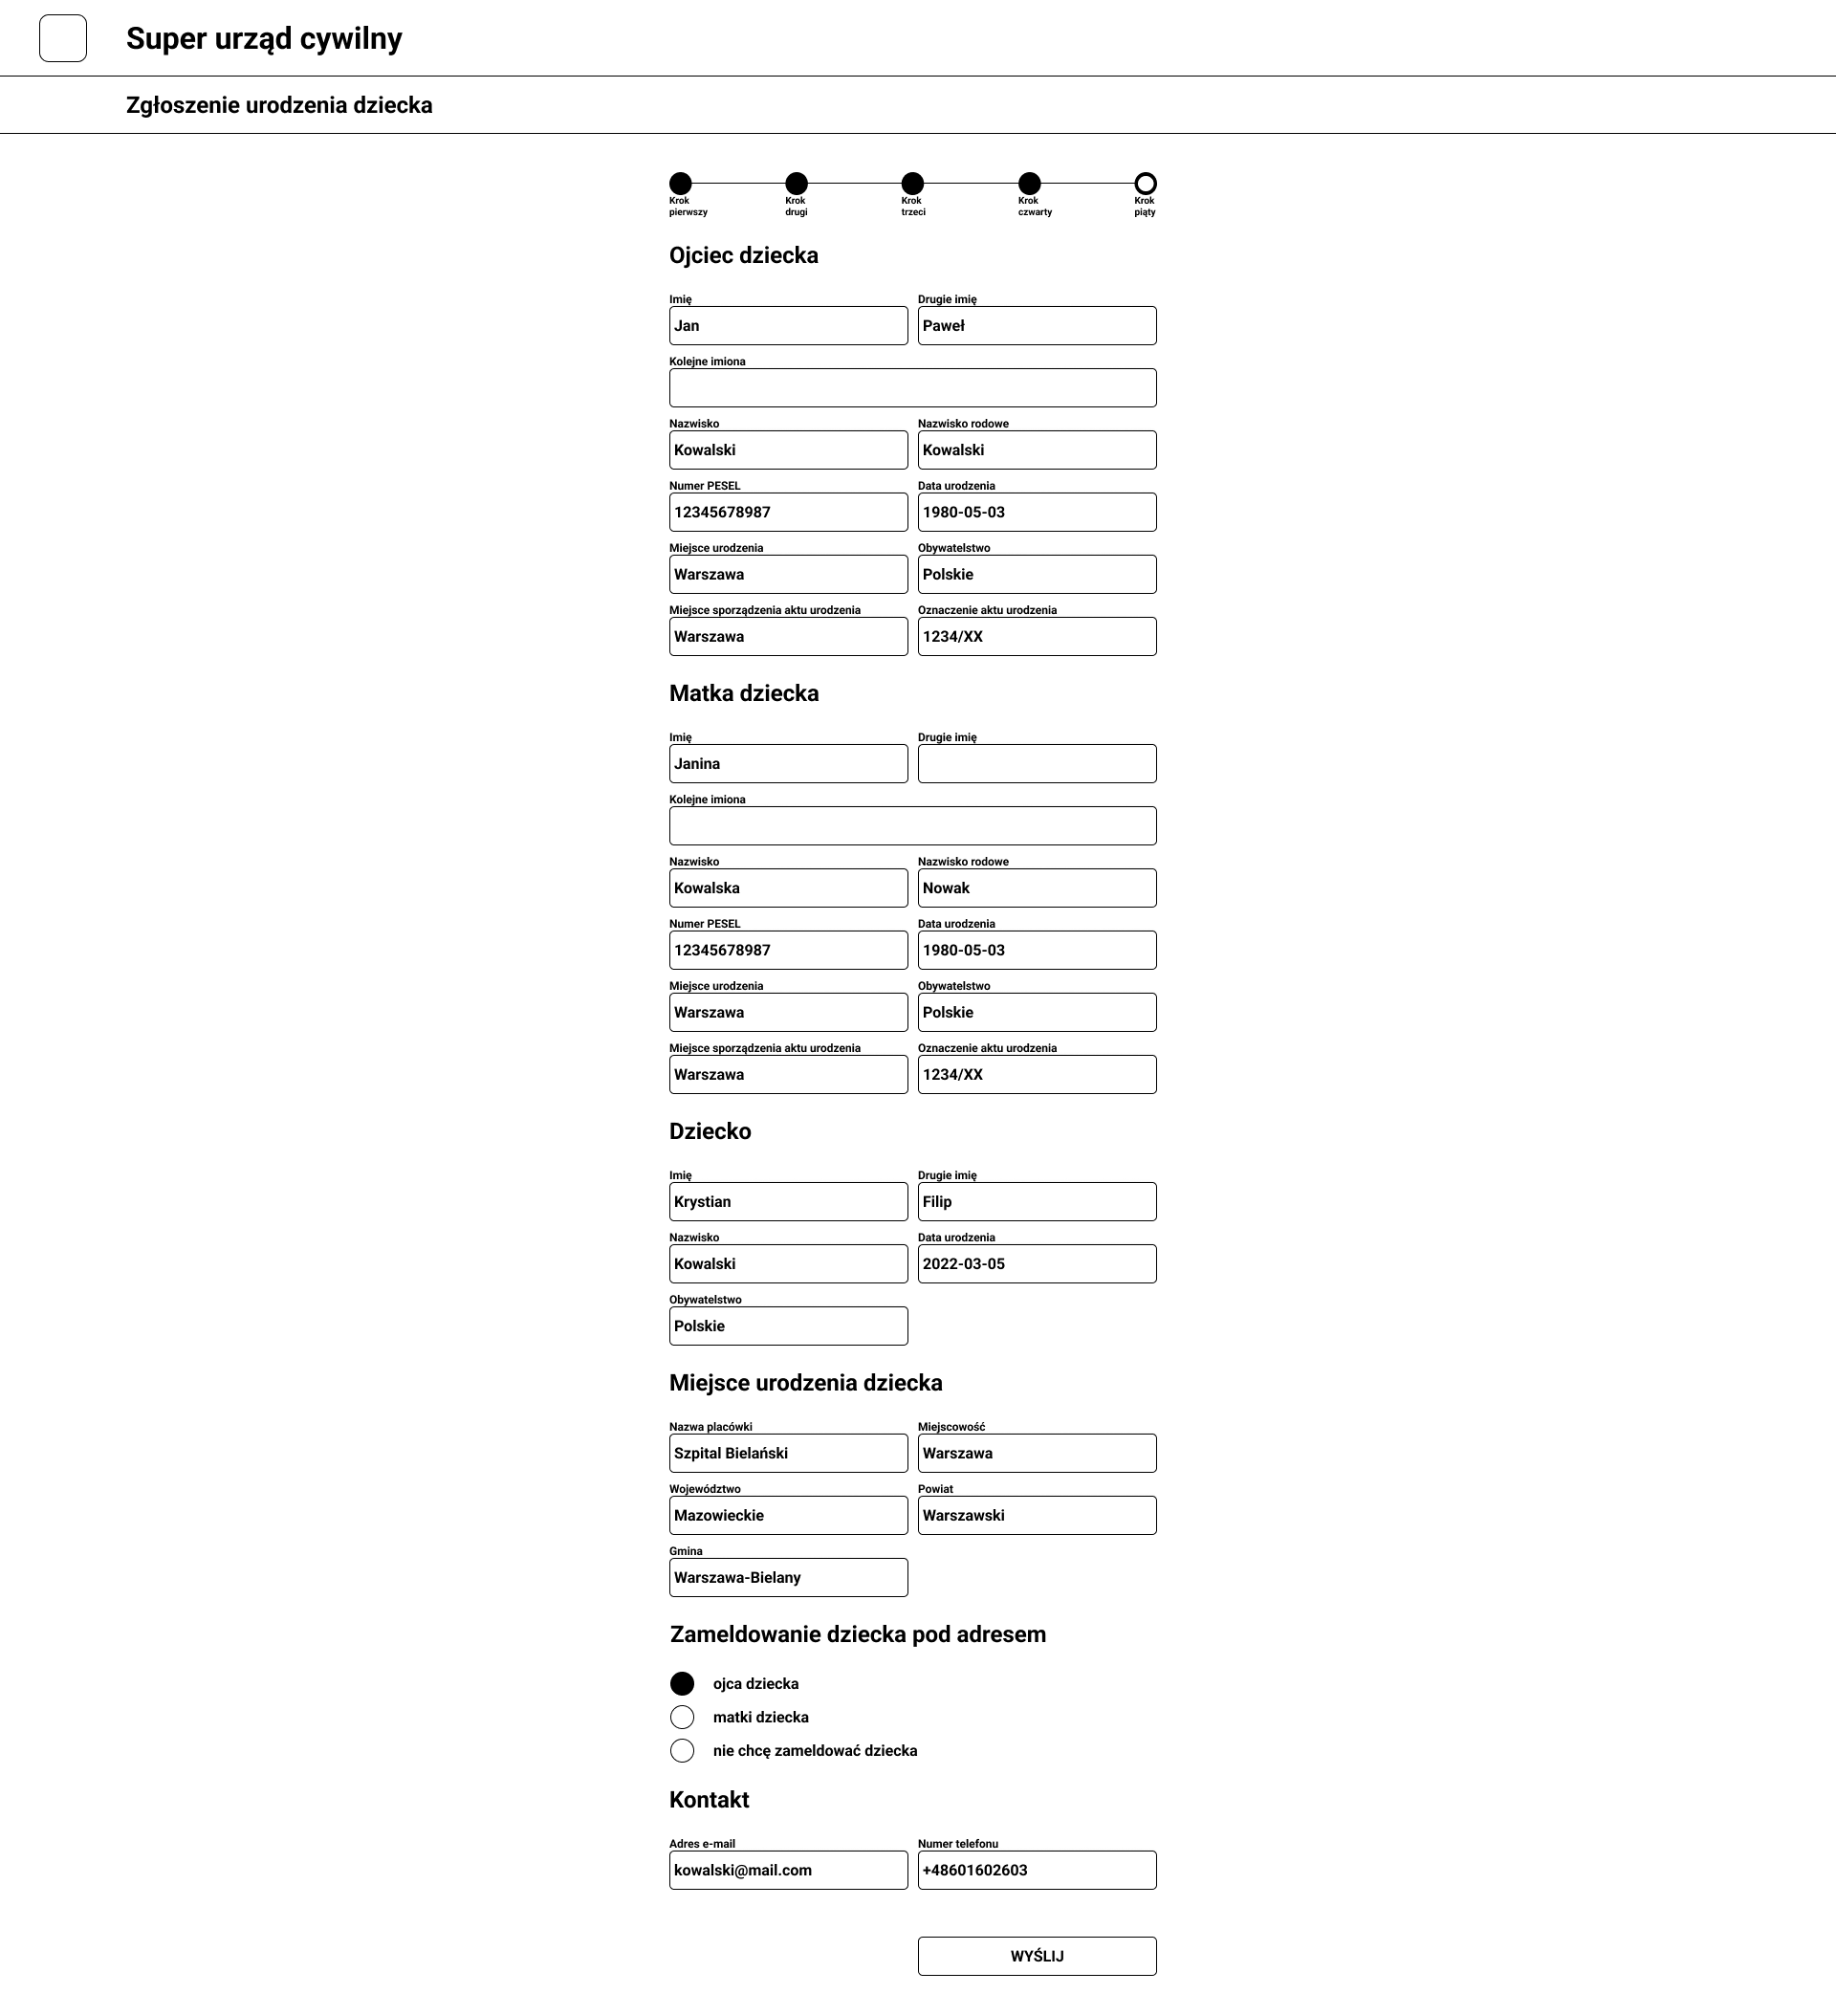 Super urząd cywilny
Zgłoszenie urodzenia dziecka
Krok pierwszy
Krok drugi
Krok trzeci
Krok czwarty
Krok piąty
Ojciec dziecka
Imię
Jan
Drugie imię
Paweł
Kolejne imiona
Nazwisko
Kowalski
Nazwisko rodowe
Kowalski
Numer PESEL
12345678987
Data urodzenia
1980-05-03
Miejsce urodzenia
Warszawa
Obywatelstwo
Polskie
Miejsce sporządzenia aktu urodzenia
Warszawa
Oznaczenie aktu urodzenia
1234/XX
Matka dziecka
Imię
Janina
Drugie imię
Kolejne imiona
Nazwisko
Kowalska
Nazwisko rodowe
Nowak
Numer PESEL
12345678987
Data urodzenia
1980-05-03
Miejsce urodzenia
Warszawa
Obywatelstwo
Polskie
Miejsce sporządzenia aktu urodzenia
Warszawa
Oznaczenie aktu urodzenia
1234/XX
Dziecko
Imię
Krystian
Drugie imię
Filip
Nazwisko
Kowalski
Data urodzenia
2022-03-05
Obywatelstwo
Polskie
Miejsce urodzenia dziecka
Nazwa placówki
Szpital Bielański
Miejscowość
Warszawa
Województwo
Mazowieckie
Powiat
Warszawski
Gmina
Warszawa-Bielany
Zameldowanie dziecka pod adresem
ojca dziecka
matki dziecka
nie chcę zameldować dziecka
Kontakt
Adres e-mail
kowalski@mail.com
Numer telefonu
+48601602603
WYŚLIJ